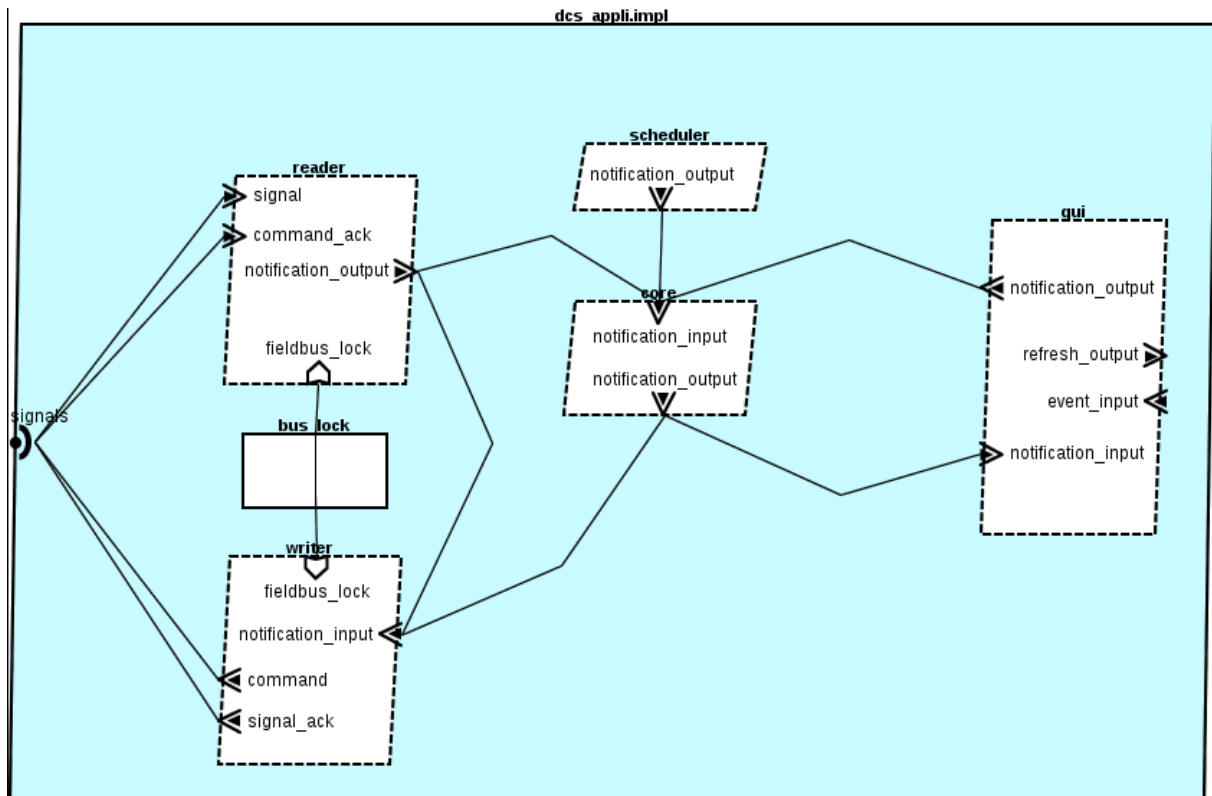 dcs_appli.impl
scheduler
notification_output
reader
signal
command_ack
notification_output
fieldbus_lock
gui
notification_output
refresh_output
event_input
notification_input
core
notification_input
notification_output
signals
bus_lock
writer
fieldbus_lock
notification_input
command
signal_ack